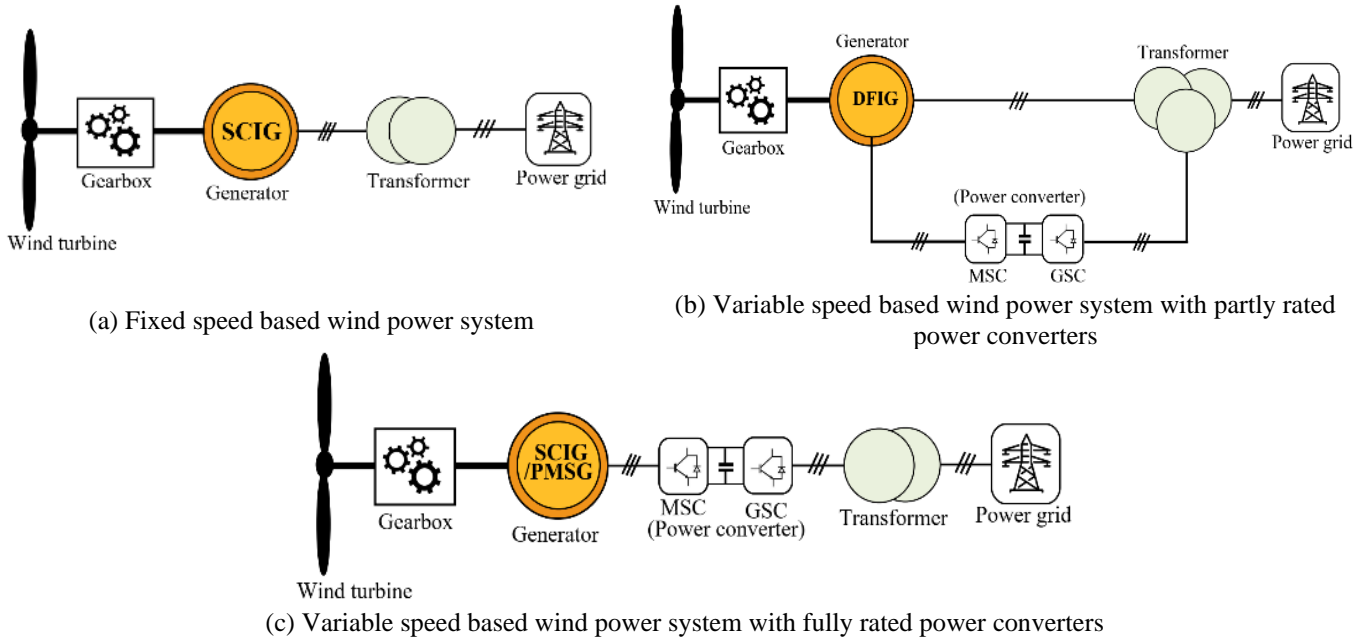 SCIG
Gearbox
Generator
Transformer
Power grid
Wind turbine
(a) Fixed speed based wind power system
Generator
Transformer
DFIG
Gearbox
Power grid
Wind turbine
(Power converter)
MSC
GSC
(b) Variable speed based wind power system with partly rated
power converters
SCIG
/PMSG
Gearbox
Generator
MSC
GSC
(Power converter)
Transformer
Power grid
Wind turbine
(c) Variable speed based wind power system with fully rated power converters